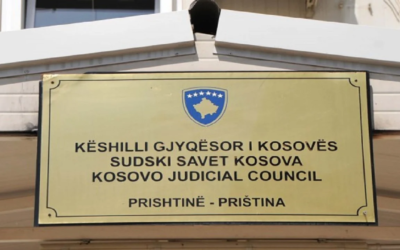 KËSHILLI GJYQËSOR I KOSOVËS
SUDSKI SAVET KOSOVA
KOSOVO JUDICIAL COUNCIL
PRISHTINË - PRIŠTINA